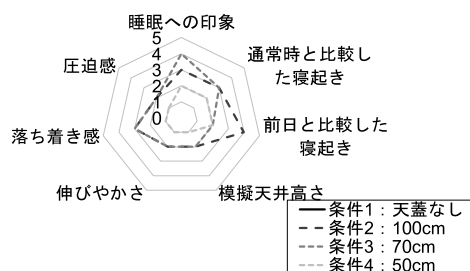 睡眠への印象
5
4
3
2
1
0
通常時と比較し
た寝起き
前日と比較した
寝起き
模擬天井高さ
伸びやかさ
落ち着き感
圧迫感
条件1：天蓋なし
条件2：100cm
条件3：70cm
条件4：50cm